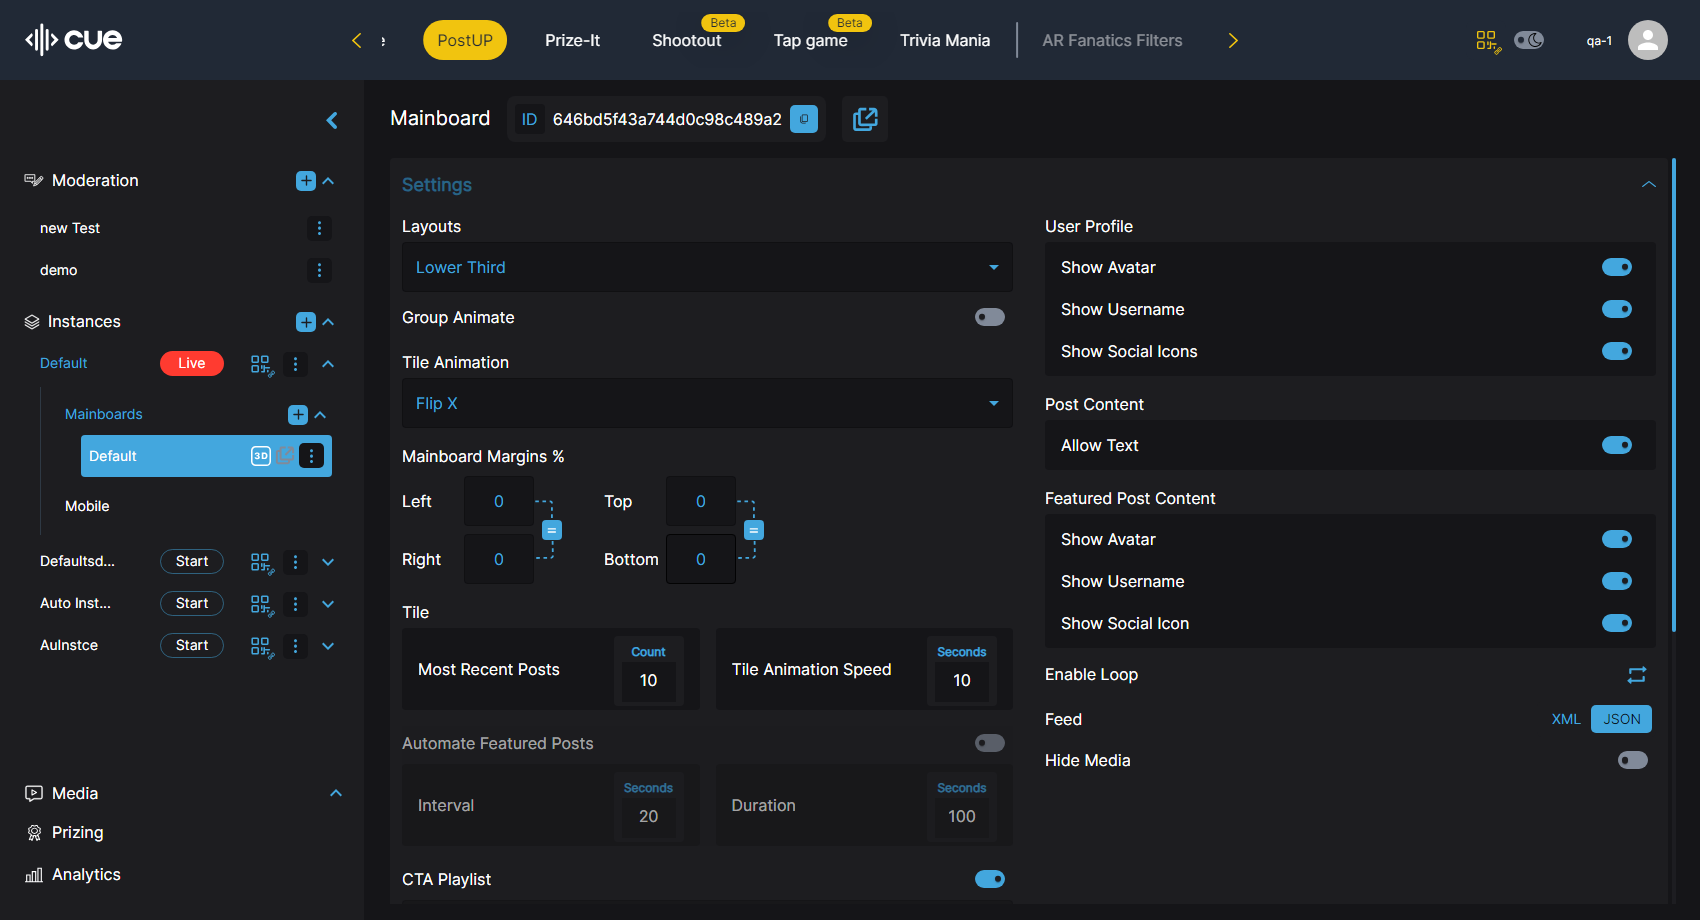 cue
PostUP
Prize-It
Shootout
Beta
Tap game
Beta
Trivia Mania
AR Fanatics Filters
qa-1
Moderation
new Test
demo
Instances
Default
Live
Mainboards
Default
3D
Mobile
Defaultsd...
Start
Auto Inst...
Start
AuInstce
Start
Media
Prizing
Analytics
Mainboard
ID 646bd5f43a744d0c98c489a2
Settings
Layouts
Lower Third
Group Animate
Tile Animation
Flip X
Mainboard Margins %
Left 0
Top 0
Right 0
Bottom 0
Tile
Most Recent Posts
Count
10
Tile Animation Speed
Seconds
10
Automate Featured Posts
Interval
Seconds
20
Duration
Seconds
100
CTA Playlist
User Profile
Show Avatar
Show Username
Show Social Icons
Post Content
Allow Text
Featured Post Content
Show Avatar
Show Username
Show Social Icon
Enable Loop
Feed
XML
JSON
Hide Media